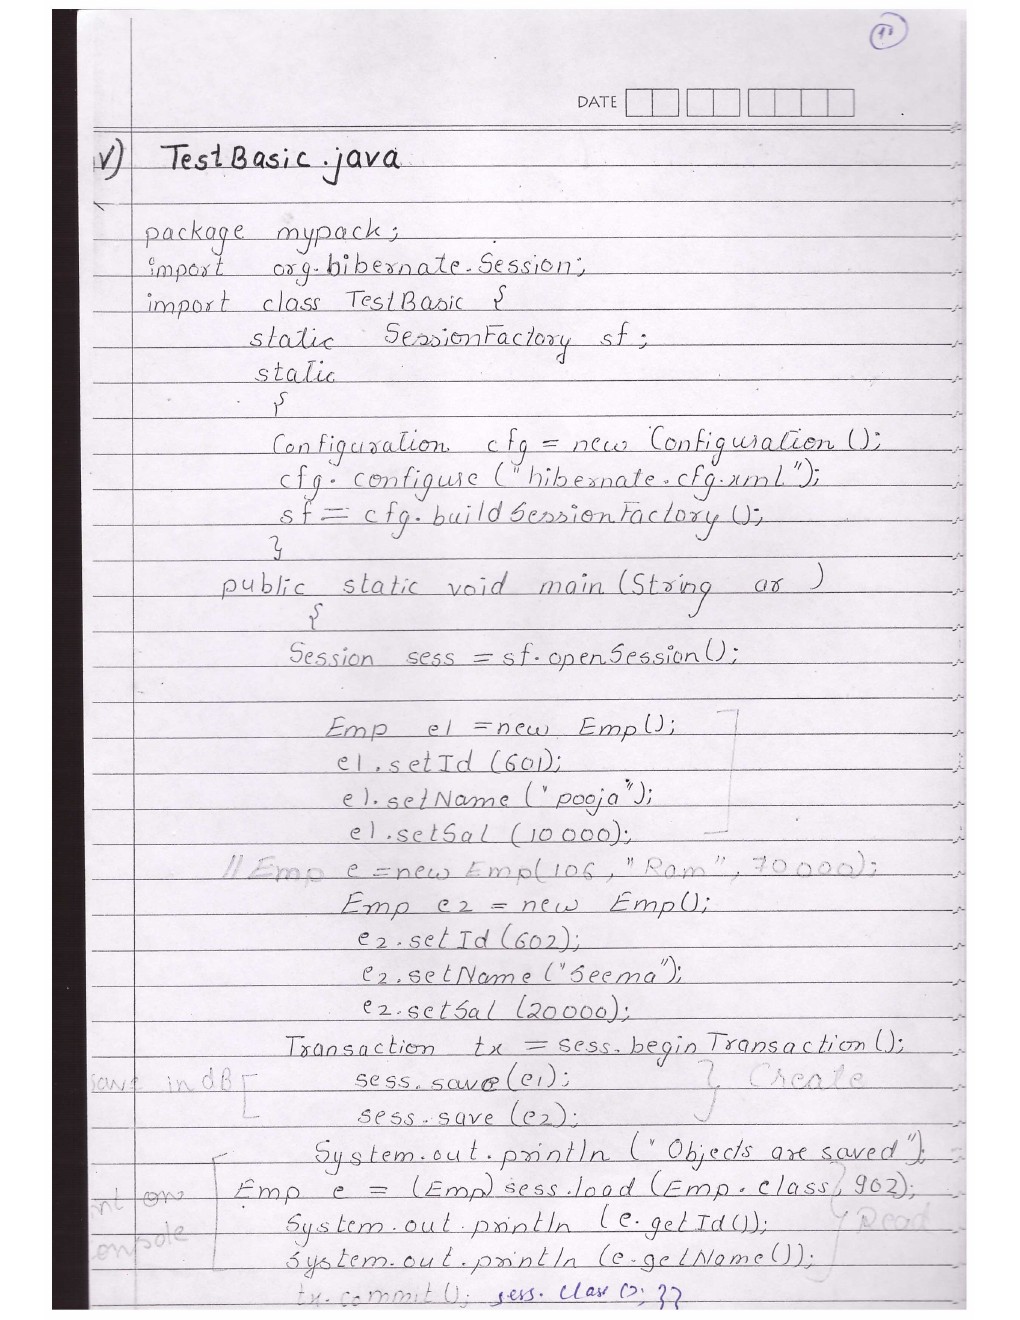 11
DATE
v) TestBasic.java
package mypack;
import org.hibernate.Session;
import class TestBasic {
static SessionFactory sf;
static
{
Configuration cfg = new Configuration();
cfg.configure ("hibernate.cfg.xml");
sf = cfg.buildSessionFactory();
}
public static void main (String ar )
{
Session sess = sf.openSession();
Emp e1 = new Emp();
e1.setId (601);
e1.setName ("pooja");
e1.setSal (10000);
//Emp e = new Emp(106, "Ram", 70000);
Emp e2 = new Emp();
e2.setId (602);
e2.setName ("Seema");
e2.setSal (20000);
Transaction tx = sess.beginTransaction();
save in dB [ sess.save(e1); } Create
sess.save (e2);
System.out.println ("Objects are saved");
Emp e = (Emp) sess.load (Emp.class, 902);
nt on System.out.println (e.getId()); } Read
onsole System.out.println (e.getName());
tx.commit(); sess.close(); }}